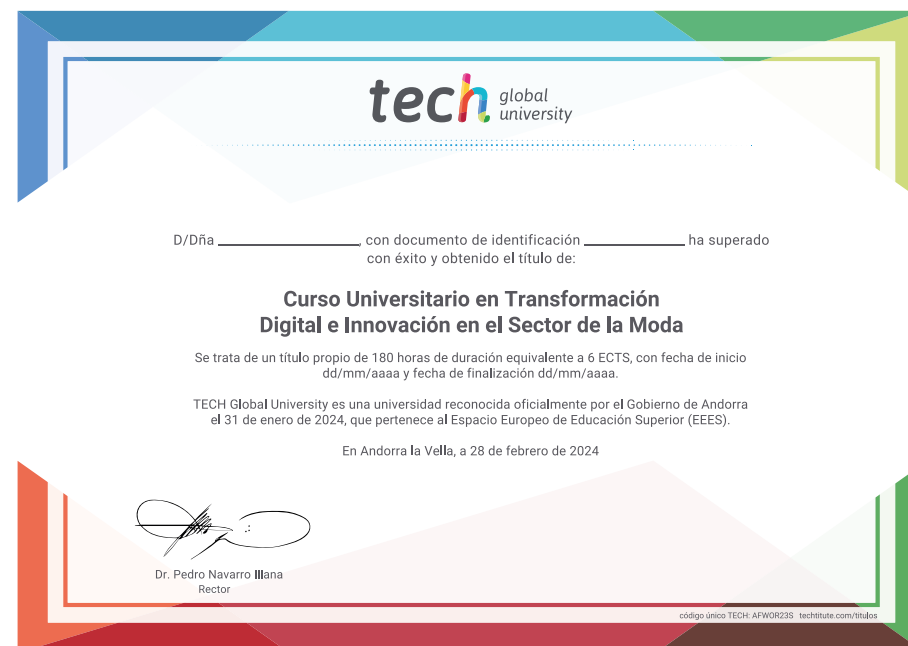 tech global
university
D/Dña ____________________, con documento de identificación ______________ ha superado
con éxito y obtenido el título de:
Curso Universitario en Transformación
Digital e Innovación en el Sector de la Moda
Se trata de un título propio de 180 horas de duración equivalente a 6 ECTS, con fecha de inicio
dd/mm/aaaa y fecha de finalización dd/mm/aaaa.
TECH Global University es una universidad reconocida oficialmente por el Gobierno de Andorra
el 31 de enero de 2024, que pertenece al Espacio Europeo de Educación Superior (EEES).
En Andorra la Vella, a 28 de febrero de 2024
Dr. Pedro Navarro Illana
Rector
código único TECH: AFWOR23S techtitute.com/titulos